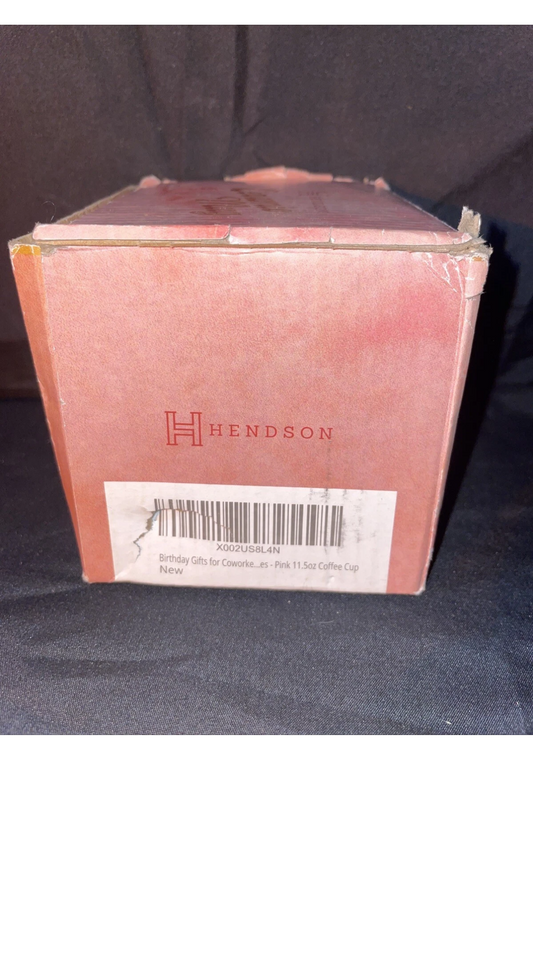 HENDSON
X002US8L4N
Birthday Gifts for Coworke...es - Pink 11.5oz Coffee Cup
New